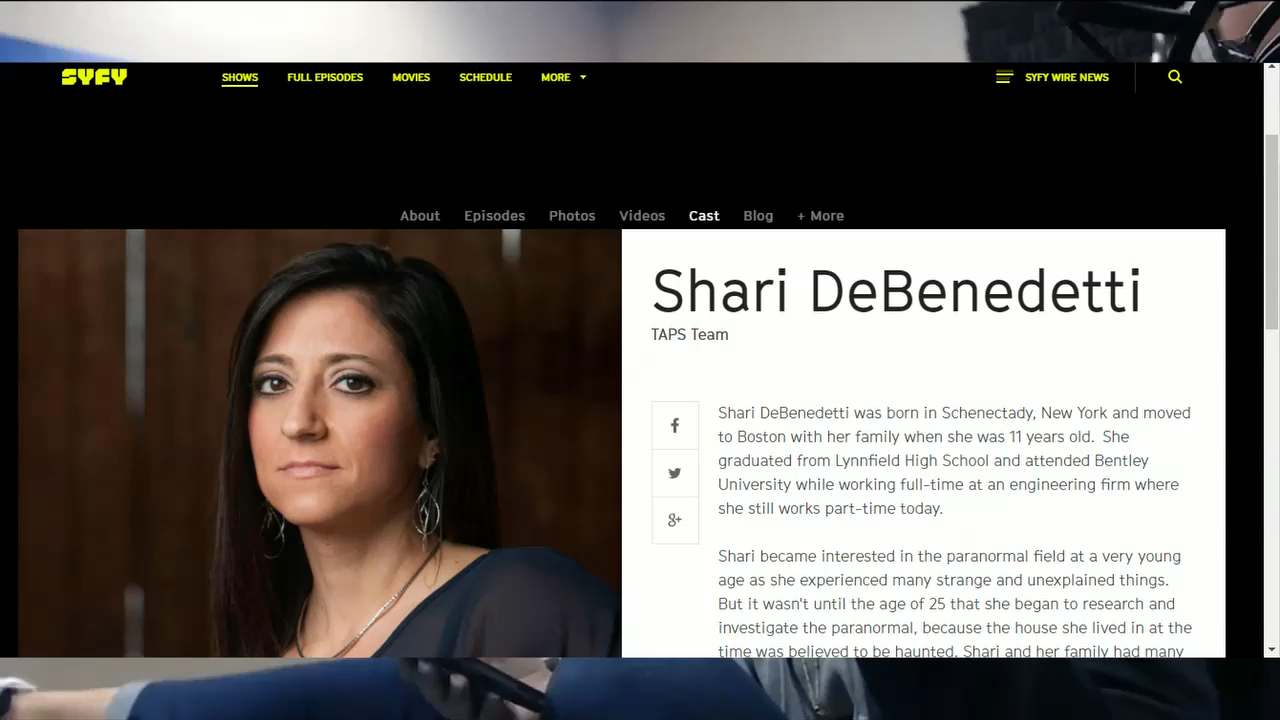 SYFY
SHOWS FULL EPISODES MOVIES SCHEDULE MORE
SYFY WIRE NEWS
About Episodes Photos Videos Cast Blog + More
Shari DeBenedetti
TAPS Team
Shari DeBenedetti was born in Schenectady, New York and moved
to Boston with her family when she was 11 years old. She
graduated from Lynnfield High School and attended Bentley
University while working full-time at an engineering firm where
she still works part-time today.
Shari became interested in the paranormal field at a very young
age as she experienced many strange and unexplained things.
But it wasn't until the age of 25 that she began to research and
investigate the paranormal, because the house she lived in at the
time was believed to be haunted. Shari and her family had many